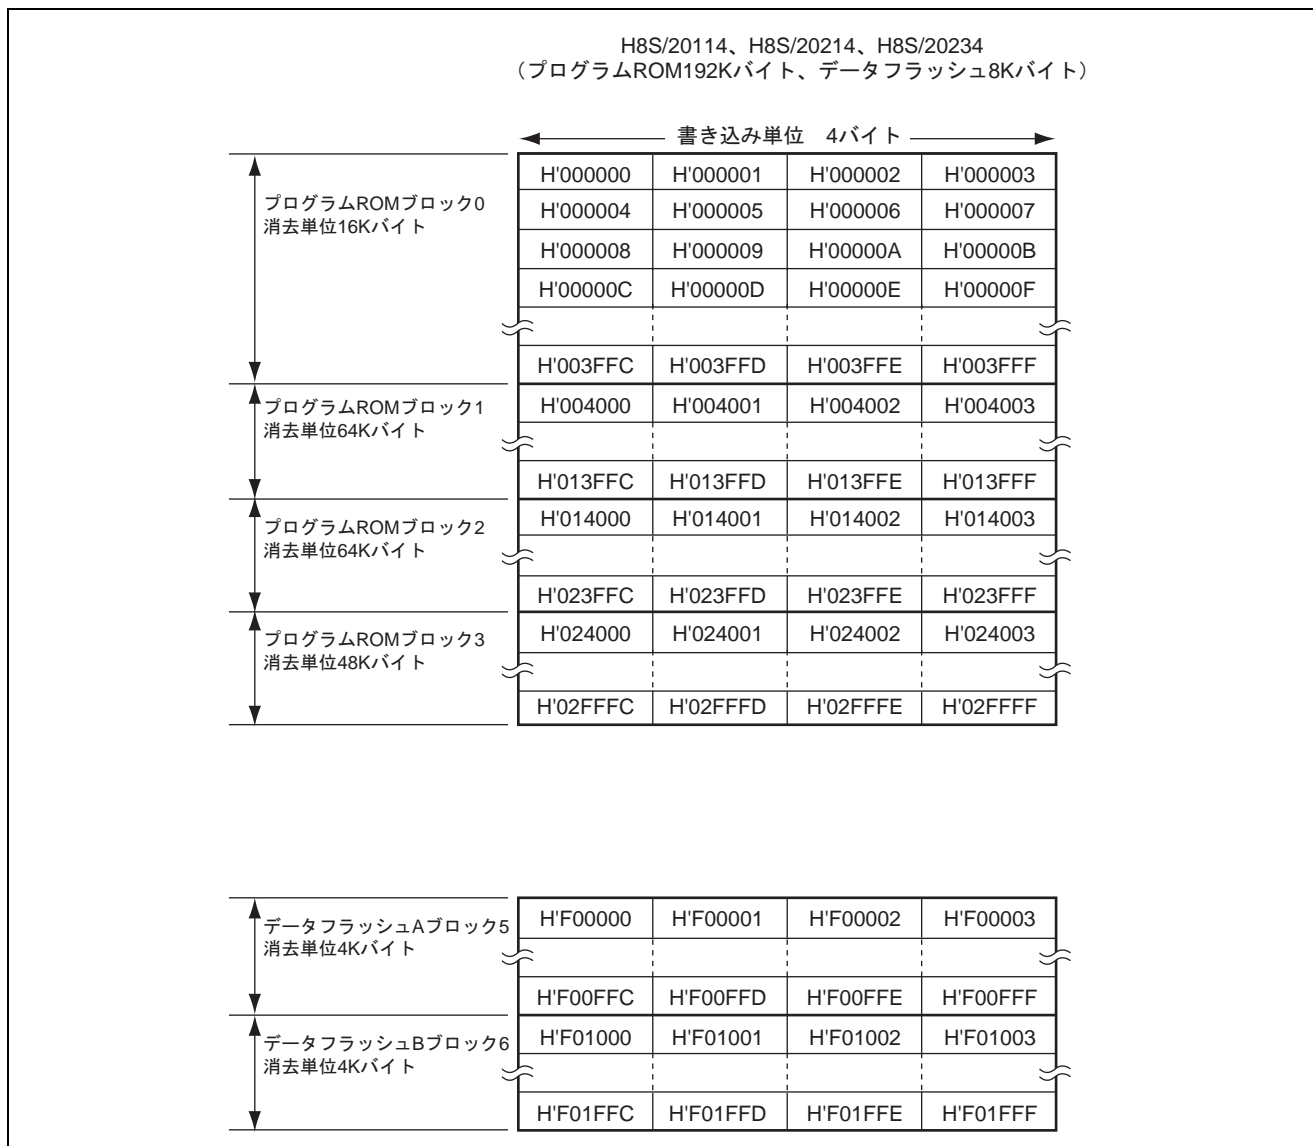 H8S/20114、H8S/20214、H8S/20234
（プログラムROM192Kバイト、データフラッシュ8Kバイト）
書き込み単位　4バイト
プログラムROMブロック0
消去単位16Kバイト
H'000000 H'000001 H'000002 H'000003
H'000004 H'000005 H'000006 H'000007
H'000008 H'000009 H'00000A H'00000B
H'00000C H'00000D H'00000E H'00000F
H'003FFC H'003FFD H'003FFE H'003FFF
プログラムROMブロック1
消去単位64Kバイト
H'004000 H'004001 H'004002 H'004003
H'013FFC H'013FFD H'013FFE H'013FFF
プログラムROMブロック2
消去単位64Kバイト
H'014000 H'014001 H'014002 H'014003
H'023FFC H'023FFD H'023FFE H'023FFF
プログラムROMブロック3
消去単位48Kバイト
H'024000 H'024001 H'024002 H'024003
H'02FFFC H'02FFFD H'02FFFE H'02FFFF
データフラッシュAブロック5
消去単位4Kバイト
H'F00000 H'F00001 H'F00002 H'F00003
H'F00FFC H'F00FFD H'F00FFE H'F00FFF
データフラッシュBブロック6
消去単位4Kバイト
H'F01000 H'F01001 H'F01002 H'F01003
H'F01FFC H'F01FFD H'F01FFE H'F01FFF